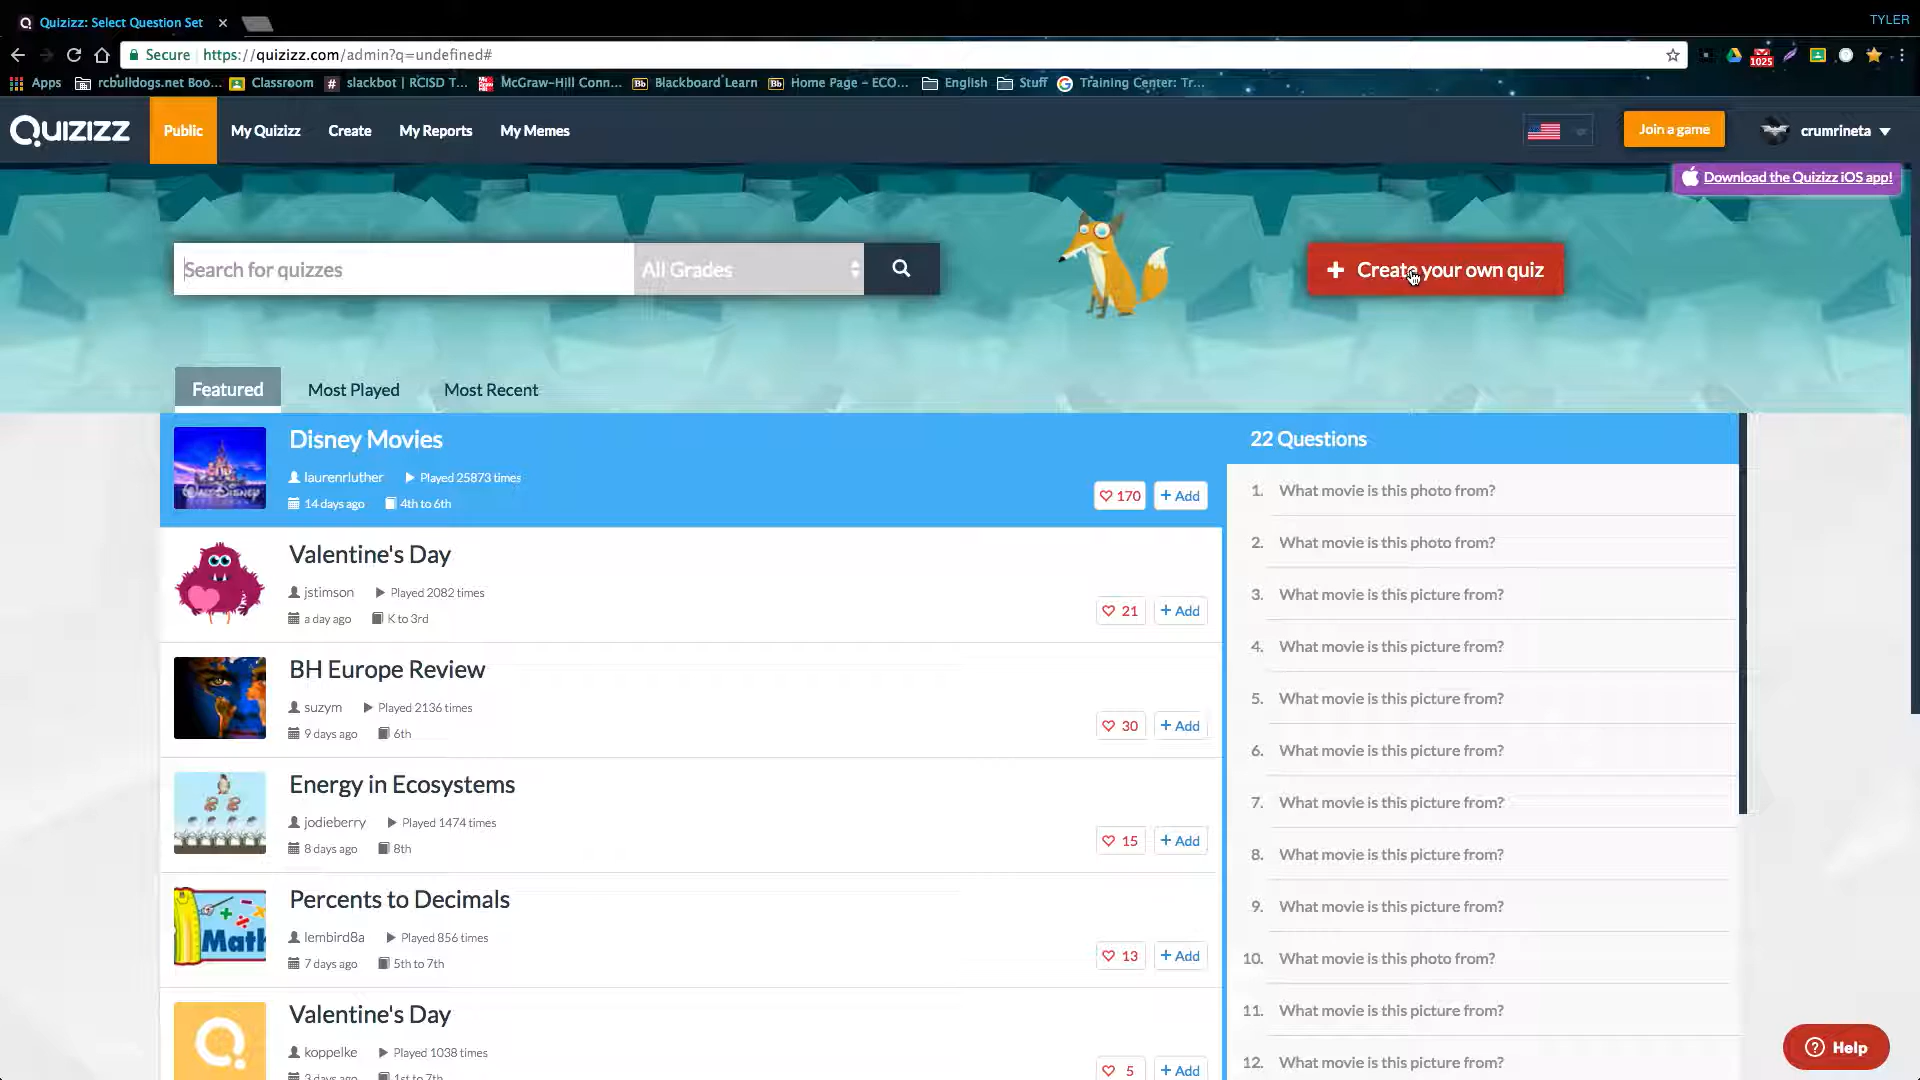 Quizizz: Select Question Set
TYLER
Secure https://quizizz.com/admin?q=undefined#
1025
Apps rcbulldogs.net Boo... Classroom slackbot | RCISD T... McGraw-Hill Conn... Blackboard Learn Home Page – ECO... English Stuff Training Center: Tr...
QUIZIZZ Public My Quizizz Create My Reports My Memes Join a game crumrineta
Download the Quizizz iOS app!
Search for quizzes All Grades + Create your own quiz
Featured Most Played Most Recent
Disney Movies
laurenrluther Played 25873 times
14 days ago 4th to 6th
170 + Add
WALT DISNEY
Valentine's Day
jstimson Played 2082 times
a day ago K to 3rd
21 + Add
BH Europe Review
suzym Played 2136 times
9 days ago 6th
30 + Add
Energy in Ecosystems
jodieberry Played 1474 times
8 days ago 8th
15 + Add
Percents to Decimals
lembird8a Played 856 times
7 days ago 5th to 7th
13 + Add
Math
Valentine's Day
koppelke Played 1038 times
3 days ago 1st to 7th
5 + Add
22 Questions
1. What movie is this photo from?
2. What movie is this photo from?
3. What movie is this picture from?
4. What movie is this picture from?
5. What movie is this picture from?
6. What movie is this picture from?
7. What movie is this picture from?
8. What movie is this picture from?
9. What movie is this picture from?
10. What movie is this photo from?
11. What movie is this picture from?
12. What movie is this picture from?
Help